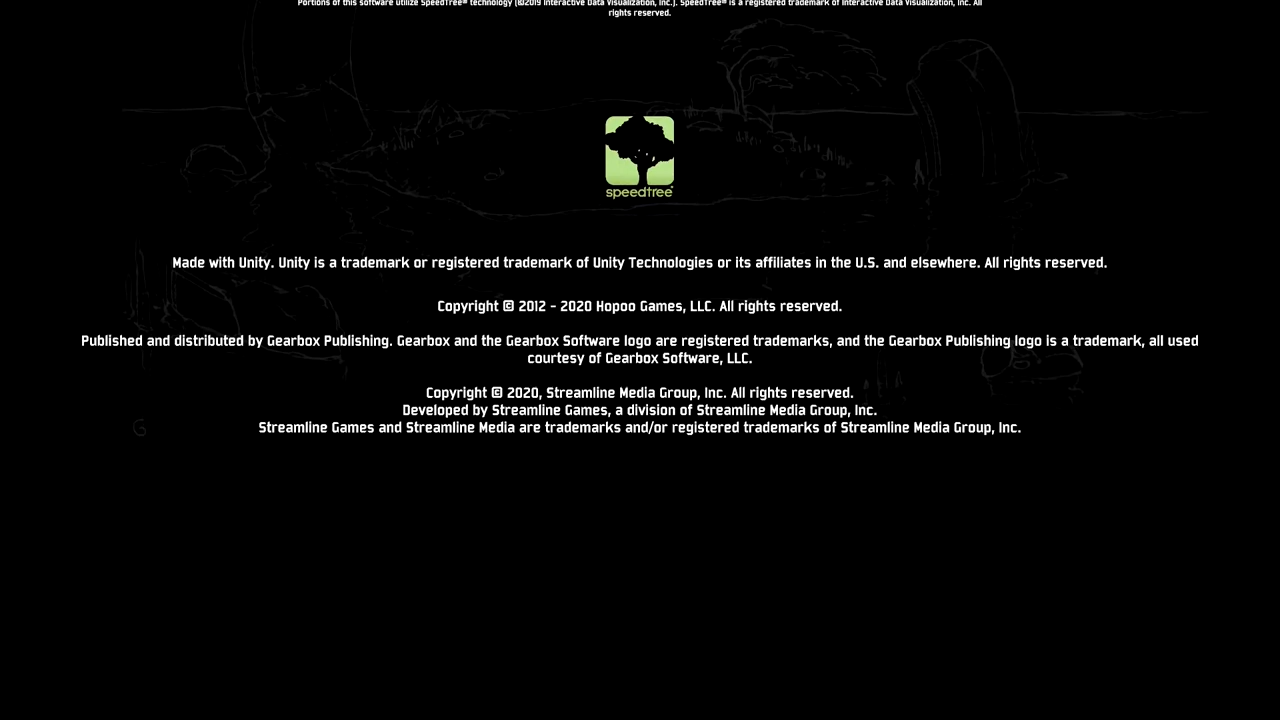 Portions of this software utilize SpeedTree® technology (©2019 Interactive Data Visualization, Inc.). SpeedTree® is a registered trademark of Interactive Data Visualization, Inc. All
rights reserved.
speedtree®
Made with Unity. Unity is a trademark or registered trademark of Unity Technologies or its affiliates in the U.S. and elsewhere. All rights reserved.
Copyright © 2012 - 2020 Hopoo Games, LLC. All rights reserved.
Published and distributed by Gearbox Publishing. Gearbox and the Gearbox Software logo are registered trademarks, and the Gearbox Publishing logo is a trademark, all used
courtesy of Gearbox Software, LLC.
Copyright © 2020, Streamline Media Group, Inc. All rights reserved.
Developed by Streamline Games, a division of Streamline Media Group, Inc.
Streamline Games and Streamline Media are trademarks and/or registered trademarks of Streamline Media Group, Inc.